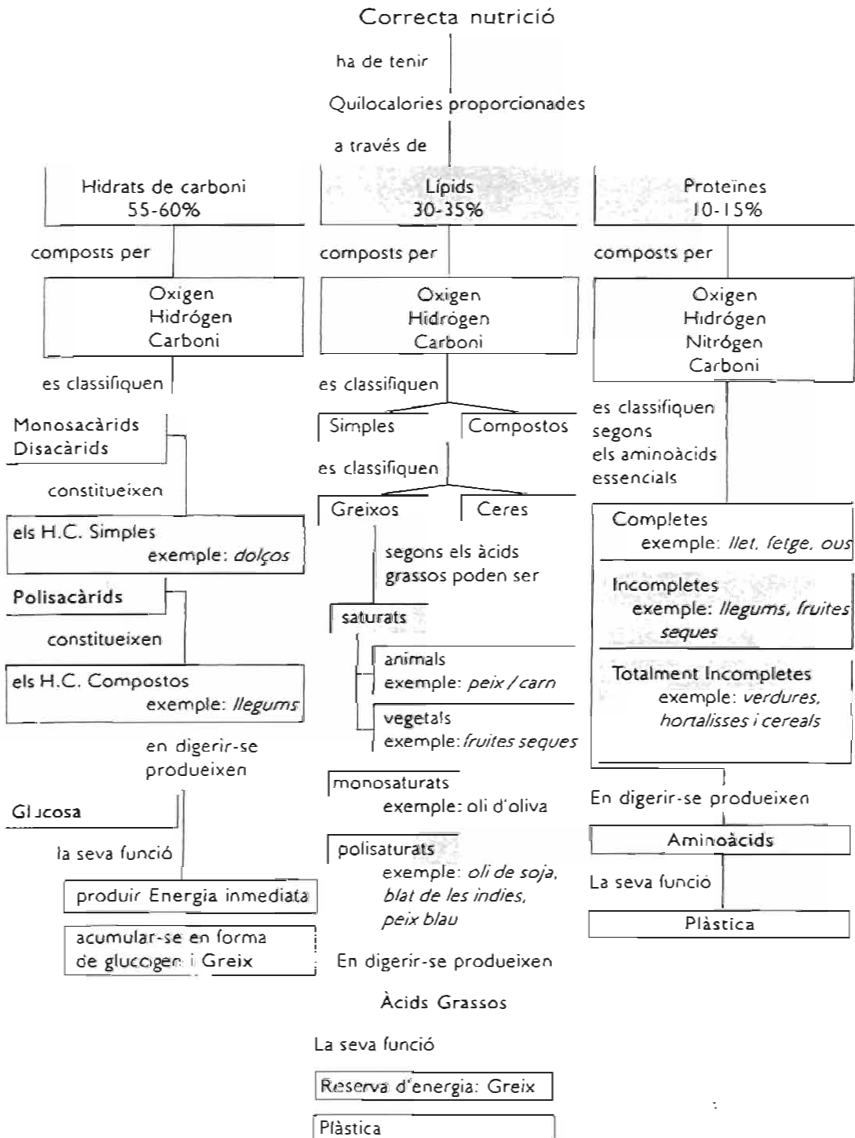 Correcta nutrició
ha de tenir
Quilocalories proporcionades
a través de
Hidrats de carboni
55-60%
composts per
Oxigen
Hidrógen
Carboni
es classifiquen
Monosacàrids
Disacàrids
constitueixen
els H.C. Simples
exemple: dolços
Polisacàrids
constitueixen
els H.C. Compostos
exemple: llegums
en digerir-se
produeixen
Glucosa
la seva funció
produir Energia inmediata
acumular-se en forma
de glucogen i Greix
Lípids
30-35%
composts per
Oxigen
Hidrógen
Carboni
es classifiquen
Simples
Compostos
es classifiquen
Greixos
Ceres
segons els àcids
grassos poden ser
saturats
animals
exemple: peix / carn
vegetals
exemple: fruites seques
monosaturats
exemple: oli d'oliva
polisaturats
exemple: oli de soja,
blat de les índies,
peix blau
En digerir-se produeixen
Àcids Grassos
La seva funció
Reserva d'energia: Greix
Plàstica
Proteïnes
10-15%
composts per
Oxigen
Hidrógen
Nitrógen
Carboni
es classifiquen
segons
els aminoàcids
essencials
Completes
exemple: llet, fetge, ous
Incompletes
exemple: llegums, fruites
seques
Totalment Incompletes
exemple: verdures,
hortalisses i cereals
En digerir-se produeixen
Aminoàcids
La seva funció
Plàstica